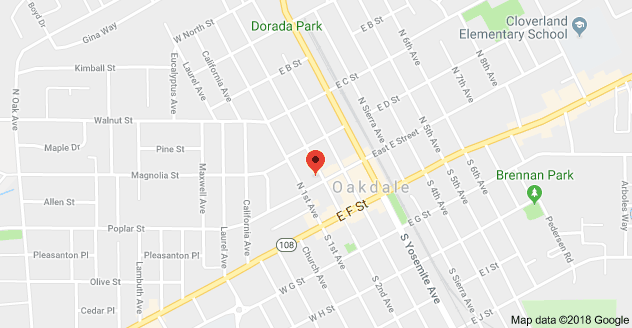 Boyd Dr
Gina Way
W North St
Dorada Park
Cloverland
Elementary School
Kimball St
Eucalyptus Ave
Laurel Ave
California Ave
E B St
E C St
E D St
N Sierra Ave
N 7th Ave
N 8th Ave
N Oak Ave
Walnut St
Maple Dr
Pine St
East E Street
N 5th Ave
N 6th Ave
Magnolia St
Maxwell Ave
N 1st Ave
Oakdale
S 4th Ave
S 5th Ave
S 6th Ave
Brennan Park
Allen St
California Ave
E F St
E G St
Arboles Way
Poplar St
Laurel Ave
108
S 1st Ave
S Yosemite Ave
Pedersen Rd
Pleasanton Pl
Pleasanton Pl
Church Ave
E I St
Olive St
Lambuth Ave
W G St
S 2nd Ave
S Sierra Ave
Cedar Pl
W H St
E J St
Map data ©2018 Google